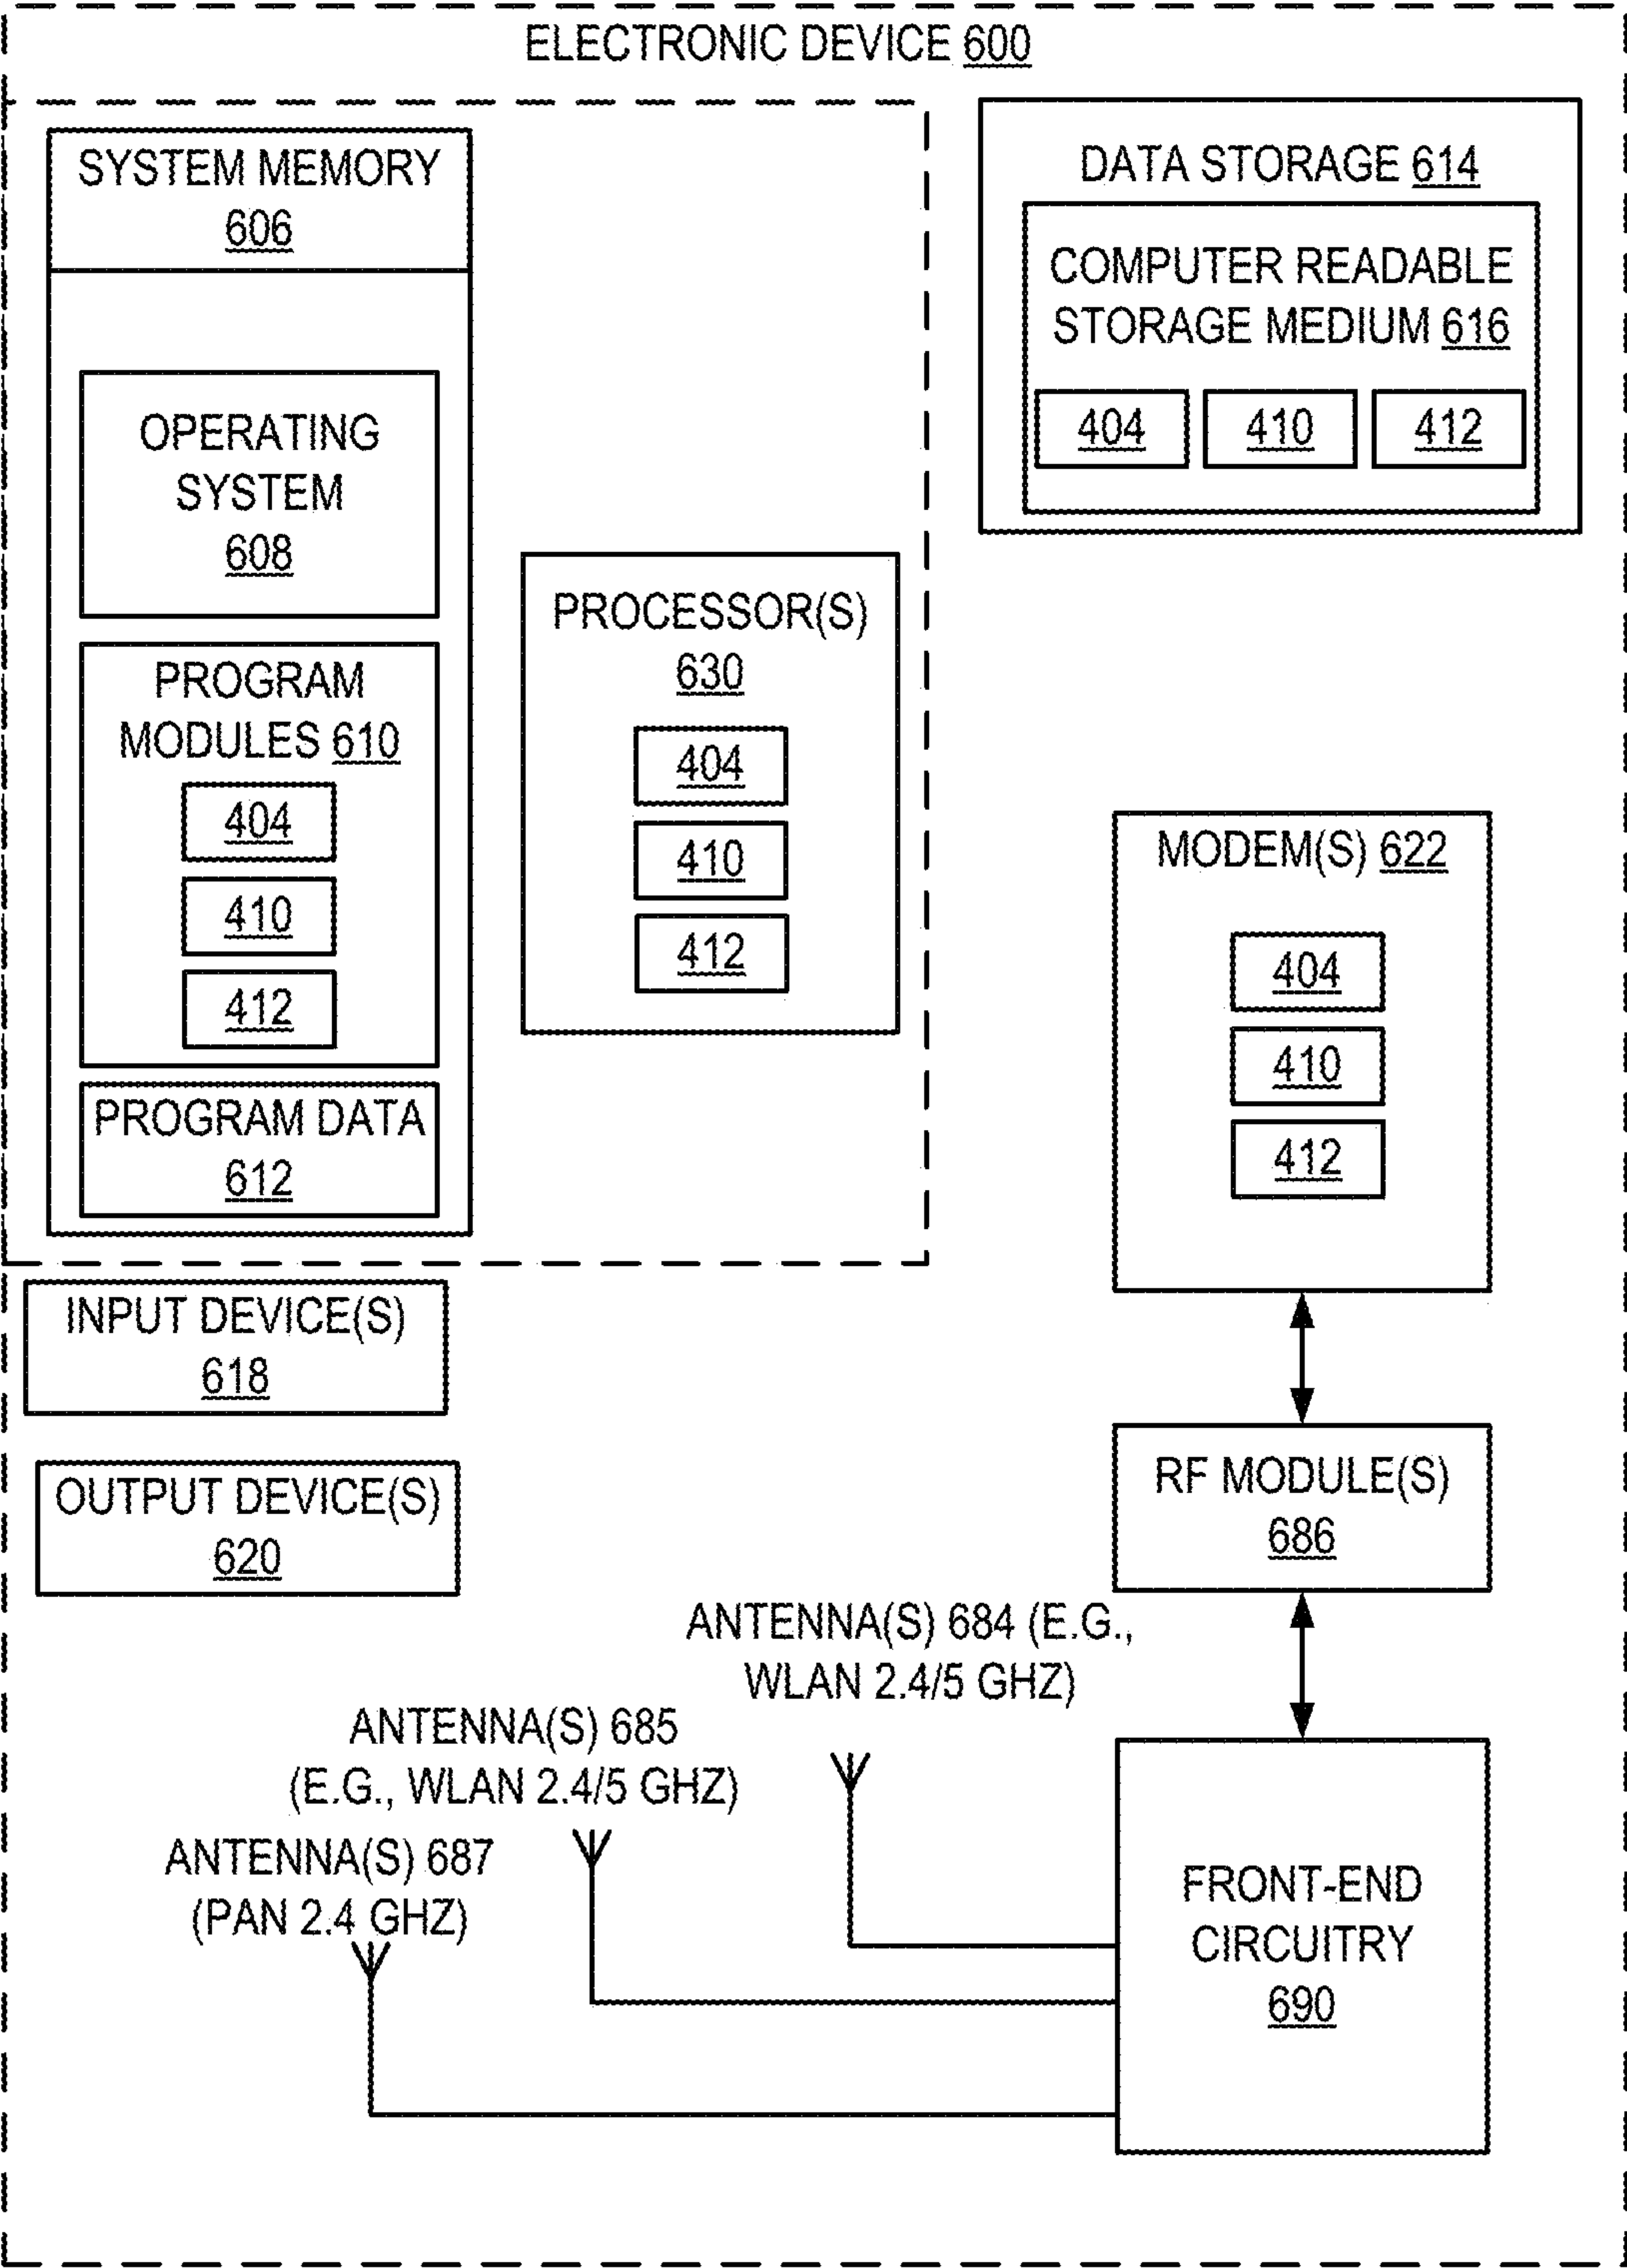 ELECTRONIC DEVICE 600
SYSTEM MEMORY
606
OPERATING
SYSTEM
608
PROGRAM
MODULES 610
404
410
412
PROGRAM DATA
612
PROCESSOR(S)
630
404
410
412
DATA STORAGE 614
COMPUTER READABLE
STORAGE MEDIUM 616
404 410 412
MODEM(S) 622
404
410
412
INPUT DEVICE(S)
618
OUTPUT DEVICE(S)
620
RF MODULE(S)
686
ANTENNA(S) 684 (E.G.,
WLAN 2.4/5 GHZ)
ANTENNA(S) 685
(E.G., WLAN 2.4/5 GHZ)
ANTENNA(S) 687
(PAN 2.4 GHZ)
FRONT-END
CIRCUITRY
690